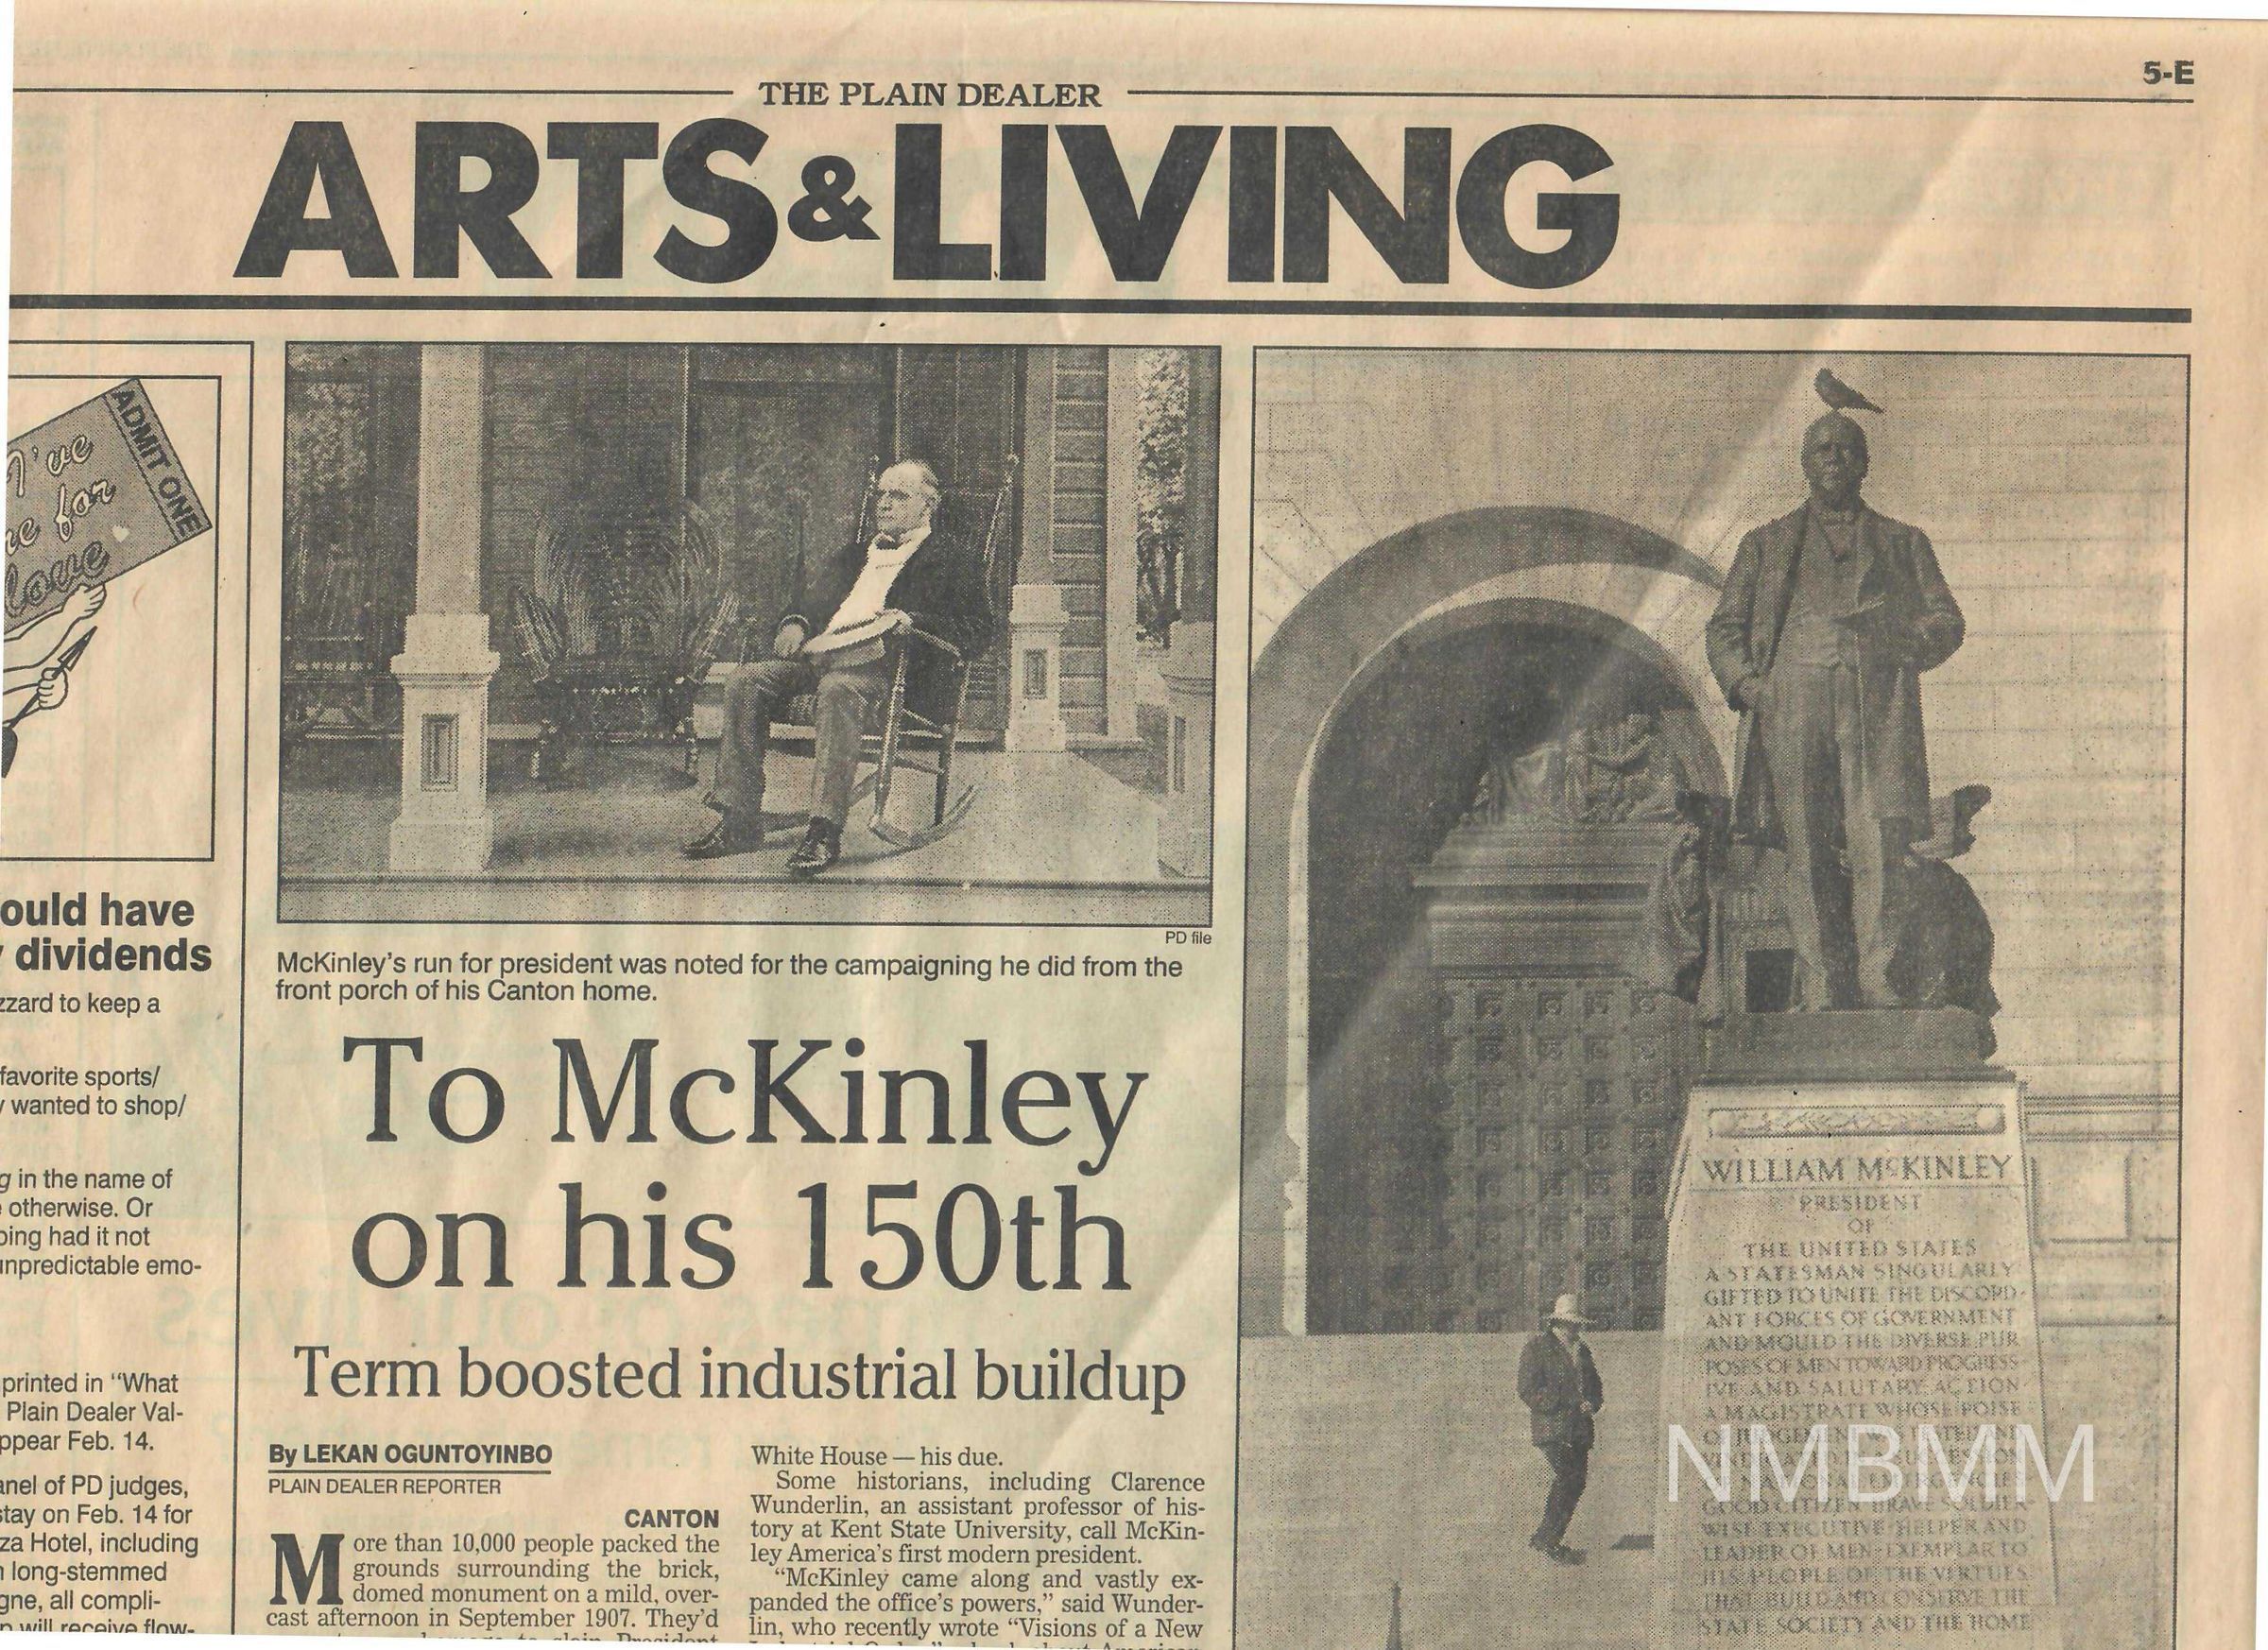 5-E
THE PLAIN DEALER
ARTS & LIVING
ADMIT ONE
I've
for
love
ould have
dividends
zzard to keep a
favorite sports/
wanted to shop/
g in the name of
otherwise. Or
oing had it not
unpredictable emo-
printed in "What
Plain Dealer Val-
ppear Feb. 14.
anel of PD judges,
stay on Feb. 14 for
za Hotel, including
long-stemmed
gne, all compli-
will receive flow-
PD file
McKinley's run for president was noted for the campaigning he did from the
front porch of his Canton home.
To McKinley
on his 150th
Term boosted industrial buildup
By LEKAN OGUNTOYINBO
PLAIN DEALER REPORTER
CANTON
More than 10,000 people packed the
grounds surrounding the brick,
domed monument on a mild, over-
cast afternoon in September 1907. They'd
White House — his due.
Some historians, including Clarence
Wunderlin, an assistant professor of his-
tory at Kent State University, call McKin-
ley America's first modern president.
"McKinley came along and vastly ex-
panded the office's powers," said Wunder-
lin, who recently wrote "Visions of a New
WILLIAM McKINLEY
PRESIDENT
OF
THE UNITED STATES
A STATESMAN SINGULARLY
GIFTED TO UNITE THE DISCORD-
ANT FORCES OF GOVERNMENT
AND MOULD THE DIVERSE PUR
POSES OF MEN TOWARD PROGRESS
IVE AND SALUTARY ACTION
A MAGISTRATE WHOSE POISE
NMBMM
GOOD CITIZEN BRAVE SOLDIER
WISE EXECUTIVE HELPER AND
LEADER OF MEN EXEMPLAR TO
HIS PEOPLE OF THE VIRTUES
THAT BUILD AND CONSERVE THE
STATE SOCIETY AND THE HOME